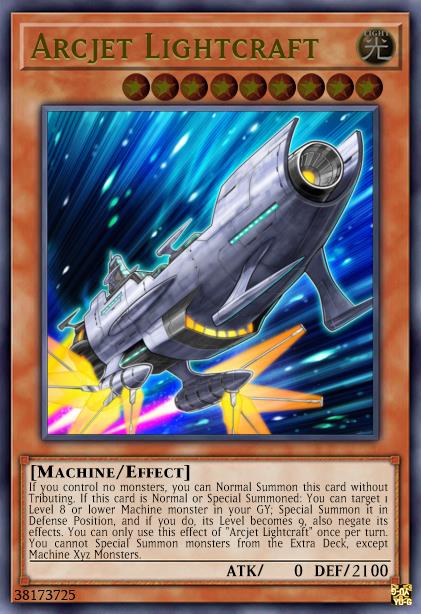 Arcjet Lightcraft
LIGHT
光
[Machine/Effect]
If you control no monsters, you can Normal Summon this card without
Tributing. If this card is Normal or Special Summoned: You can target 1
Level 8 or lower Machine monster in your GY; Special Summon it in
Defense Position, and if you do, its Level becomes 9, also negate its
effects. You can only use this effect of "Arcjet Lightcraft" once per turn.
You cannot Special Summon monsters from the Extra Deck, except
Machine Xyz Monsters.
ATK/ 0 DEF/2100
38173725